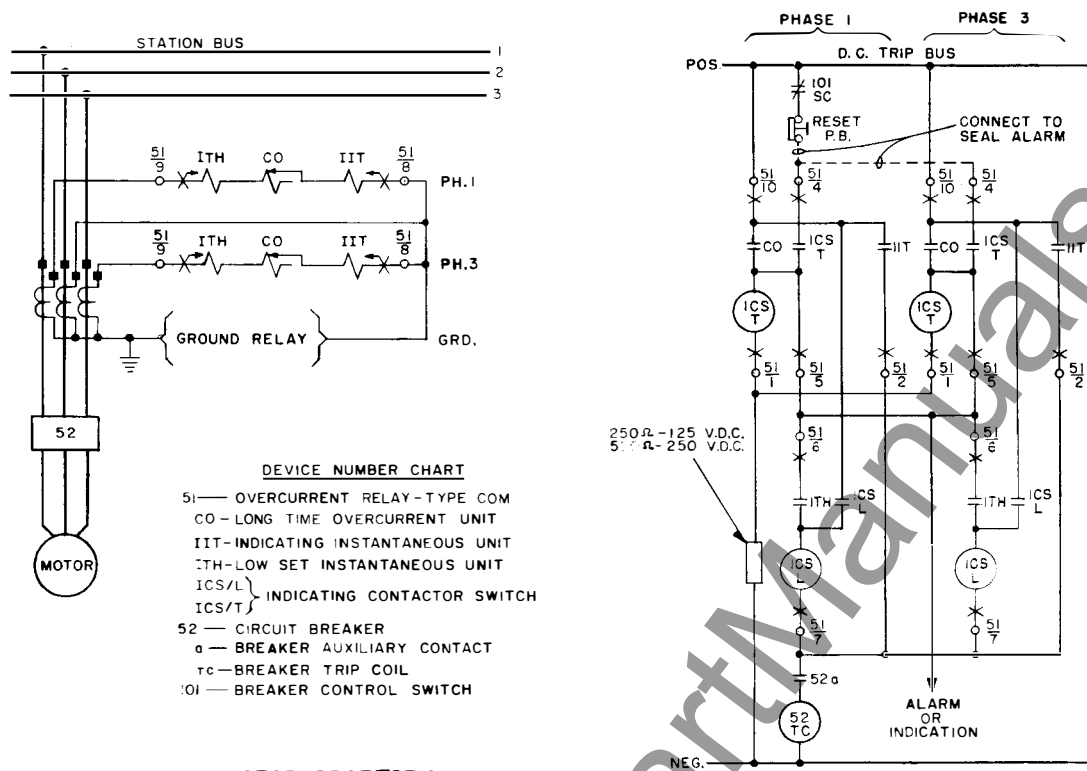 STATION BUS
1
2
3
51/9 ITH CO IIT 51/8 PH.1
51/9 ITH CO IIT 51/8 PH.3
GROUND RELAY GRD.
52
MOTOR
DEVICE NUMBER CHART
51 — OVERCURRENT RELAY-TYPE COM
CO - LONG TIME OVERCURRENT UNIT
IIT-INDICATING INSTANTANEOUS UNIT
ITH-LOW SET INSTANTANEOUS UNIT
ICS/L
ICS/T } INDICATING CONTACTOR SWITCH
52 — CIRCUIT BREAKER
a — BREAKER AUXILIARY CONTACT
TC — BREAKER TRIP COIL
101 — BREAKER CONTROL SWITCH
PHASE 1 PHASE 3
D.C. TRIP BUS
POS.
101
SC
RESET
P.B.
CONNECT TO
SEAL ALARM
51/10 51/4 51/10 51/4
CO ICS/T IIT CO ICS/T IIT
ICS/T ICS/T
51/1 51/5 51/2 51/1 51/5 51/2
250Ω-125 V.D.C.
Ω-250 V.D.C.
51/6 51/6
ITH ICS/L ITH ICS/L
ICS/L ICS/L
51/7 51/7
52a
52
TC
ALARM
OR
INDICATION
NEG.
artManuals